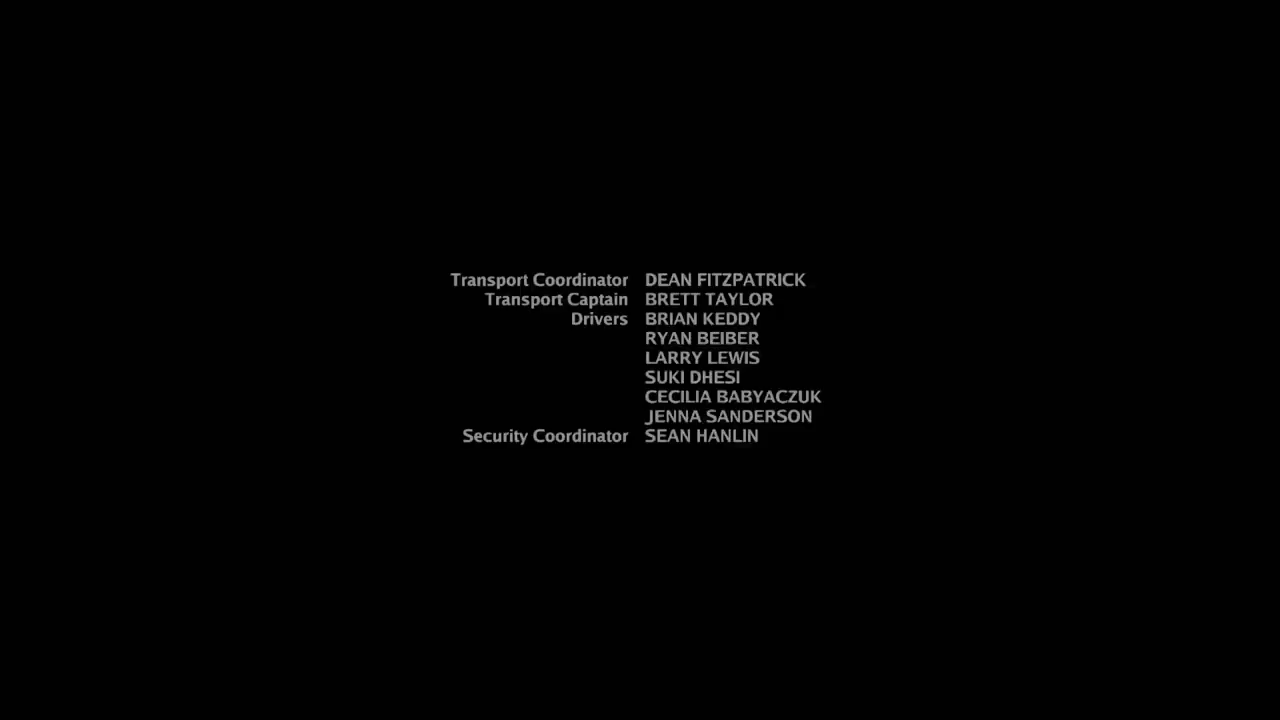 Transport Coordinator DEAN FITZPATRICK
Transport Captain BRETT TAYLOR
Drivers BRIAN KEDDY
RYAN BEIBER
LARRY LEWIS
SUKI DHESI
CECILIA BABYACZUK
JENNA SANDERSON
Security Coordinator SEAN HANLIN